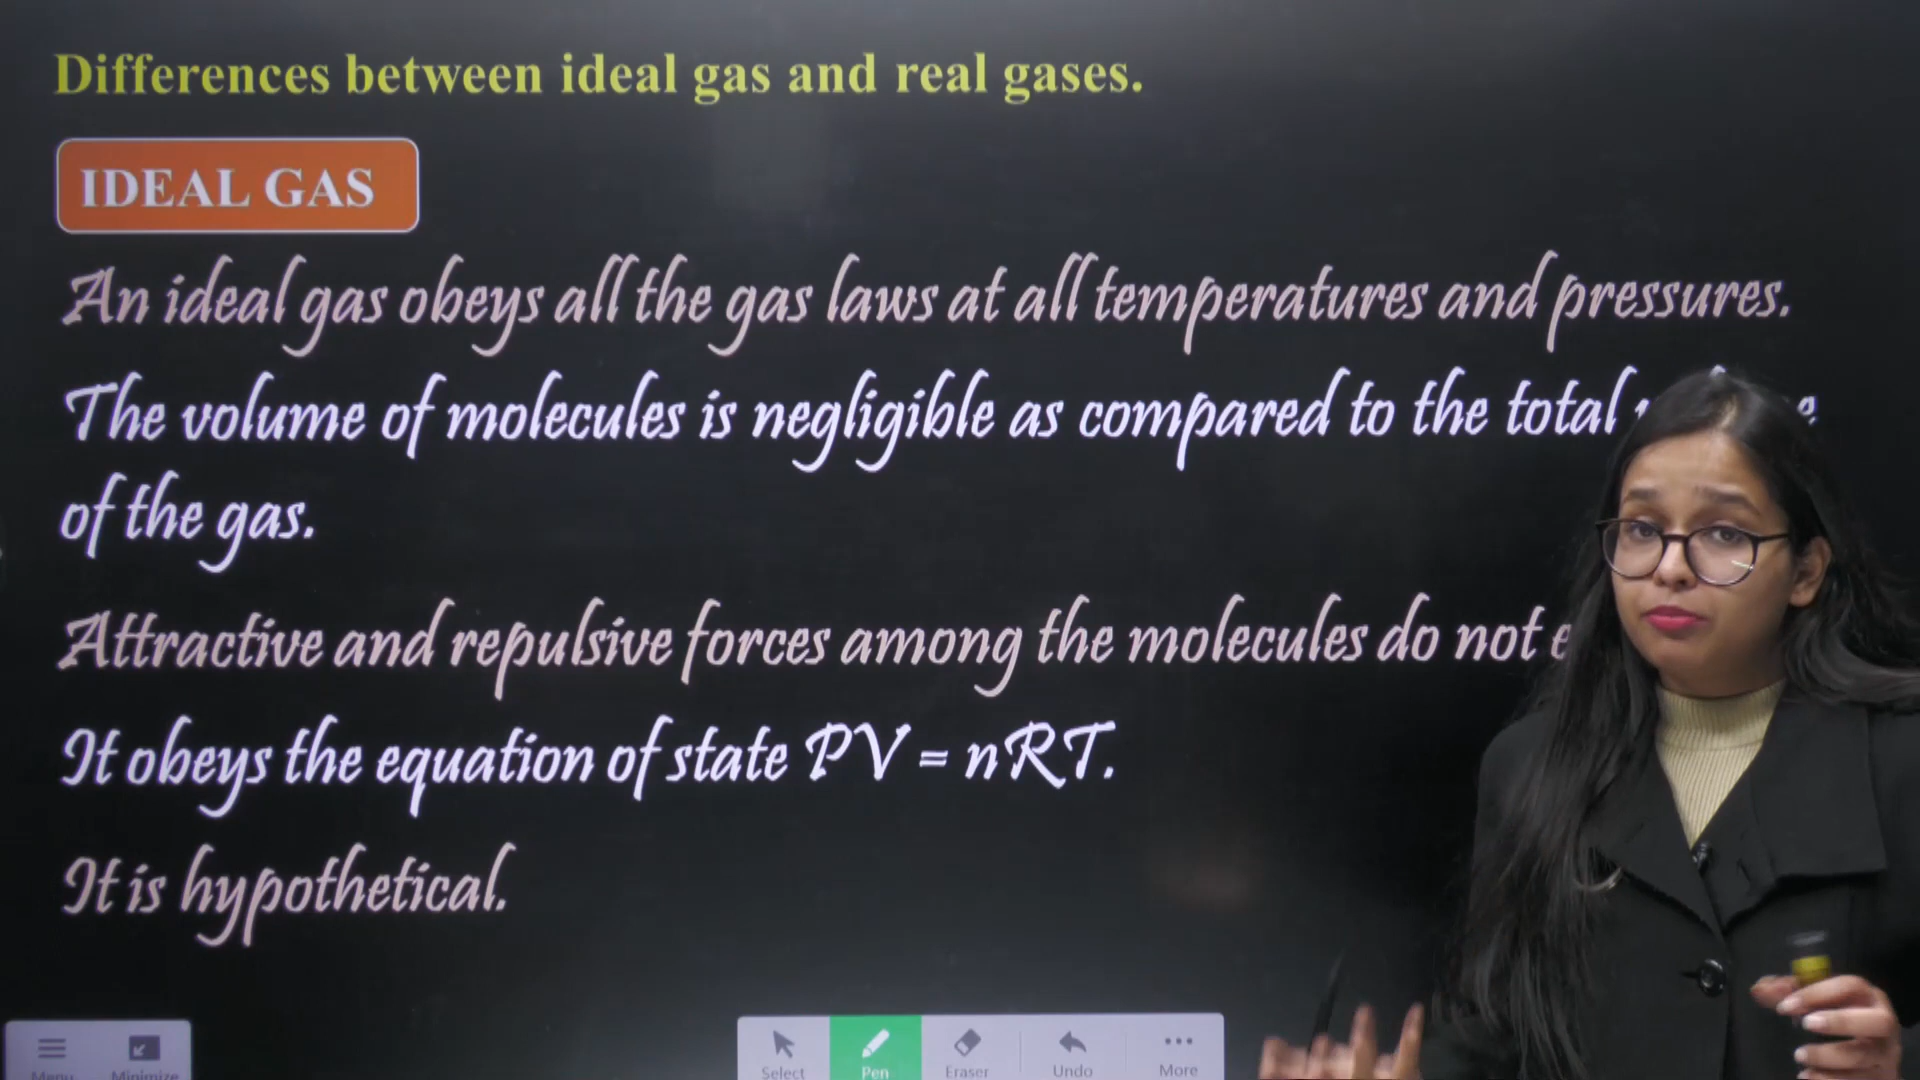 Differences between ideal gas and real gases.
IDEAL GAS
An ideal gas obeys all the gas laws at all temperatures and pressures.
The volume of molecules is negligible as compared to the total
of the gas.
Attractive and repulsive forces among the molecules do not
It obeys the equation of state PV = nRT.
It is hypothetical.
Menu Minimize Select Pen Eraser Undo More